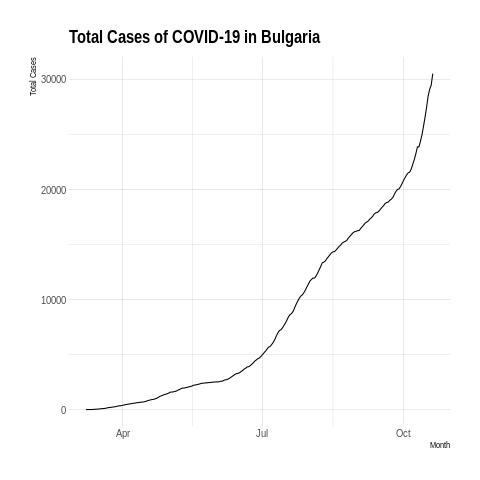 Total Cases of COVID-19 in Bulgaria
Total Cases
30000
20000
10000
0
Apr
Jul
Oct
Month